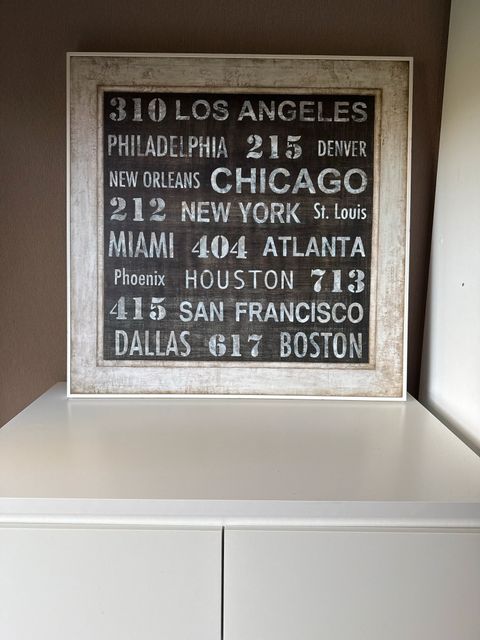 310 LOS ANGELES
PHILADELPHIA 215 DENVER
NEW ORLEANS CHICAGO
212 NEW YORK St. Louis
MIAMI 404 ATLANTA
Phoenix HOUSTON 713
415 SAN FRANCISCO
DALLAS 617 BOSTON